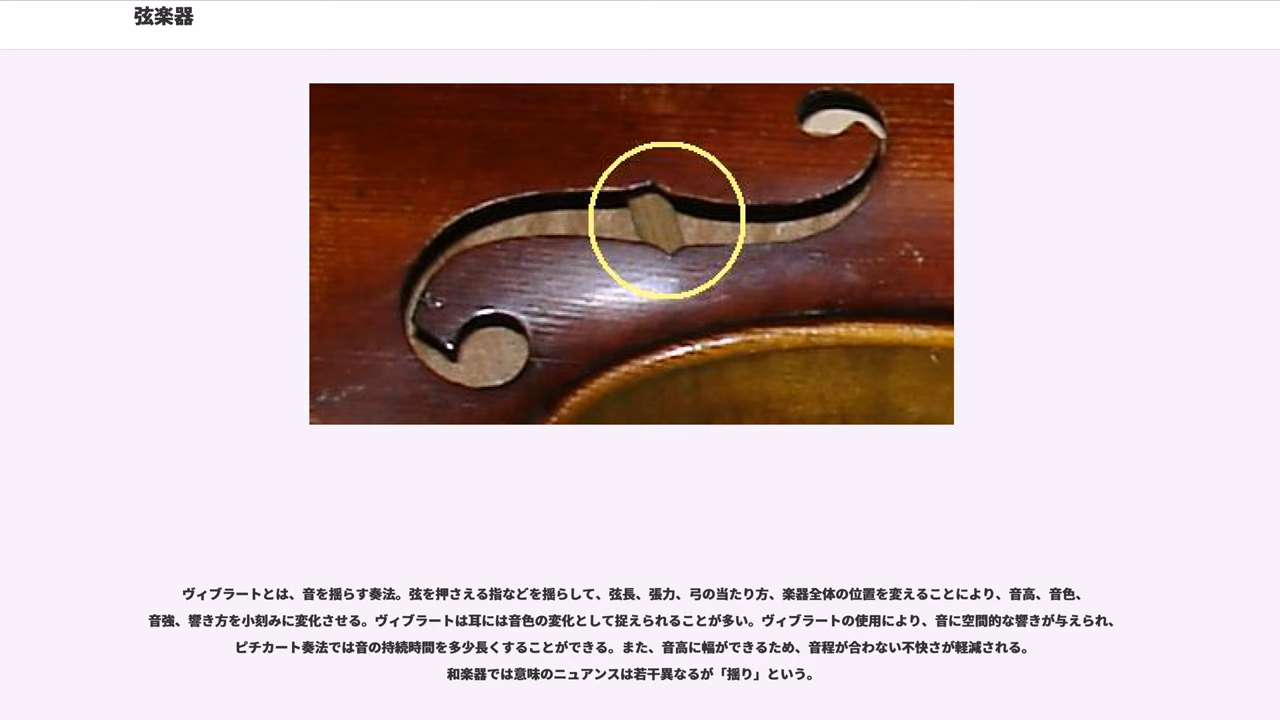 弦楽器
ヴィブラートとは、音を揺らす奏法。弦を押さえる指などを揺らして、弦長、張力、弓の当たり方、楽器全体の位置を変えることにより、音高、音色、
音強、響き方を小刻みに変化させる。ヴィブラートは耳には音色の変化として捉えられることが多い。ヴィブラートの使用により、音に空間的な響きが与えられ、
ピチカート奏法では音の持続時間を多少長くすることができる。また、音高に幅ができるため、音程が合わない不快さが軽減される。
和楽器では意味のニュアンスは若干異なるが「揺り」という。